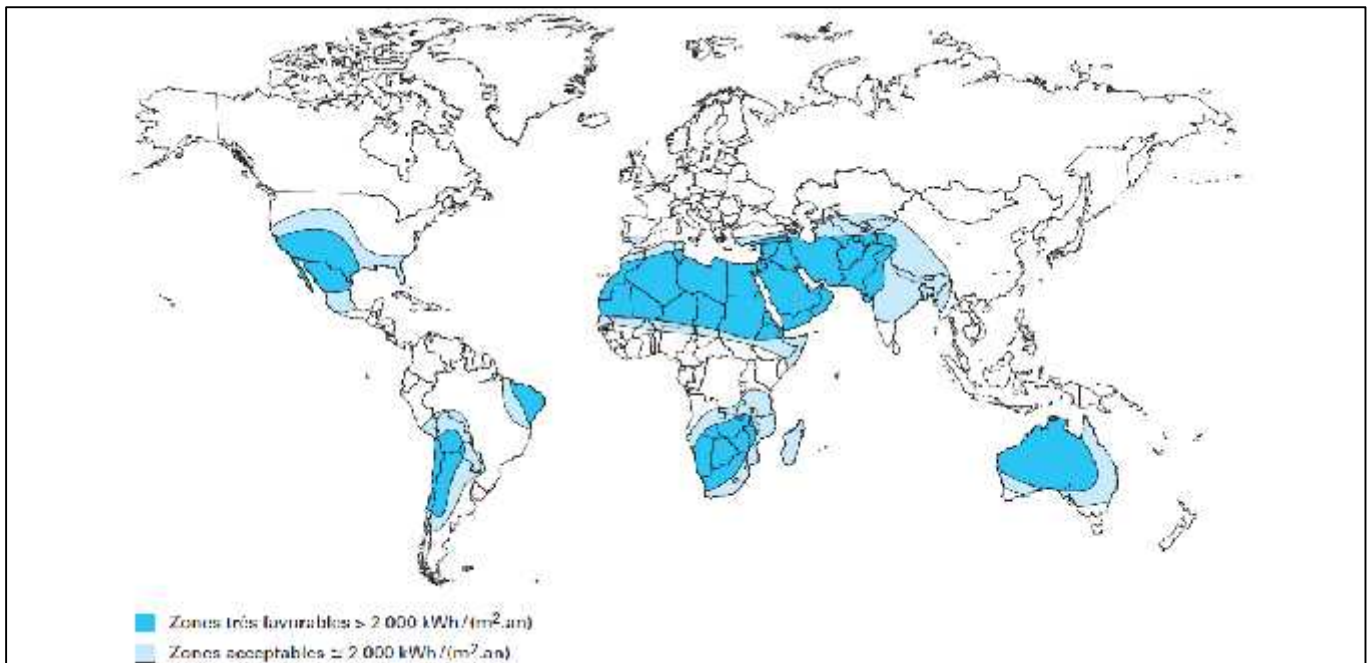 Zones très favorables > 2 000 kWh/(m².an)
Zones acceptables ≃ 2 000 kWh/(m².an)